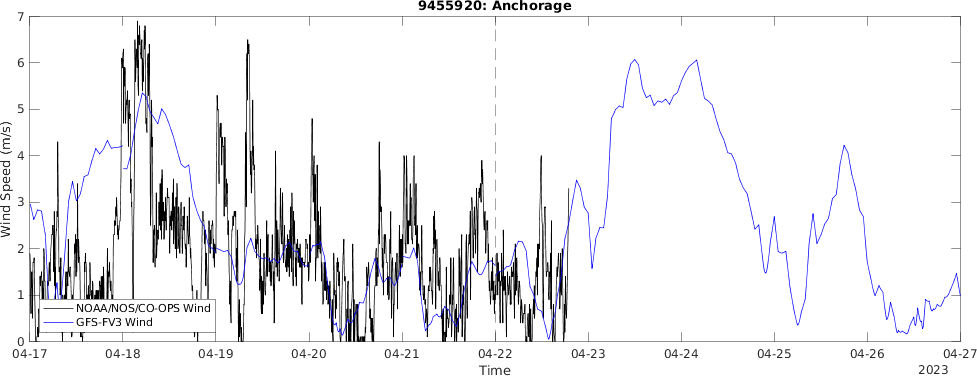 9455920: Anchorage
7
6
5
4
3
2
1
0
Wind Speed (m/s)
NOAA/NOS/CO-OPS Wind
GFS-FV3 Wind
04-17 04-18 04-19 04-20 04-21 04-22 04-23 04-24 04-25 04-26 04-27
Time
2023